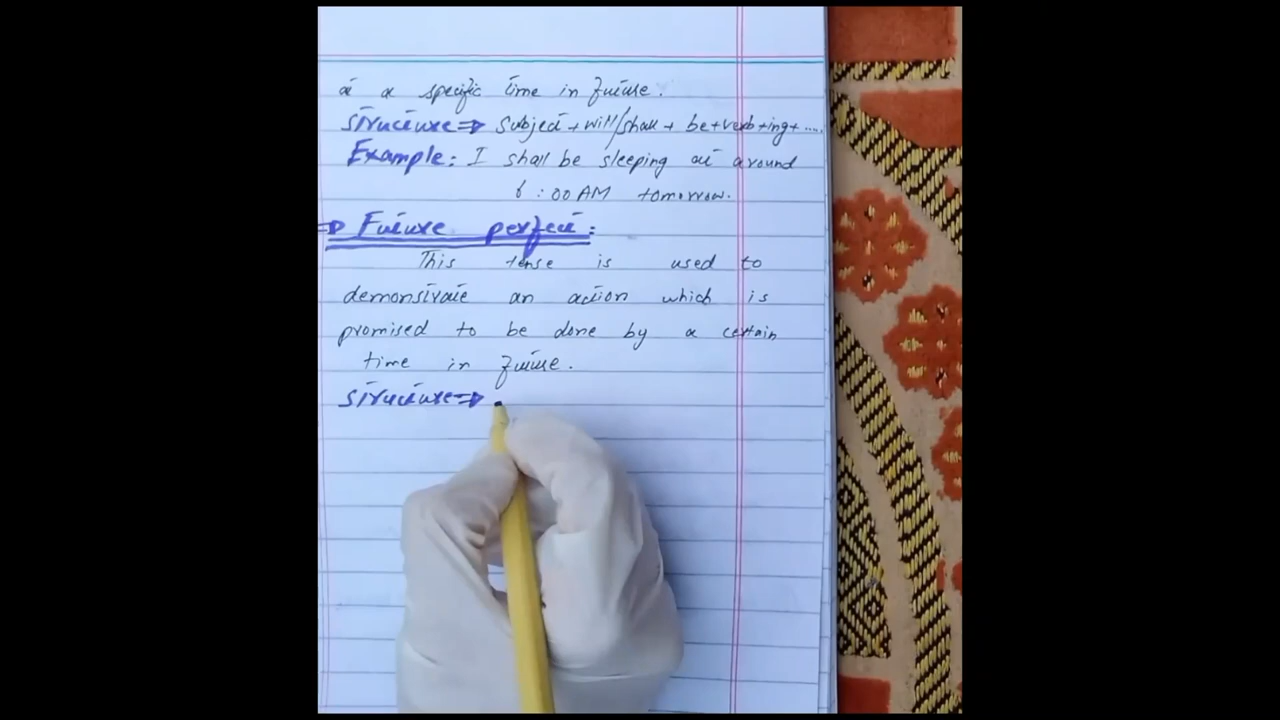 at a specific time in future.
structure⇒ subject + will/shall + be+verb+ing+....
Example: I shall be sleeping at around
6:00 AM tomorrow.
⇒ Future perfect:
This tense is used to
demonstrate an action which is
promised to be done by a certain
time in future.
structure⇒